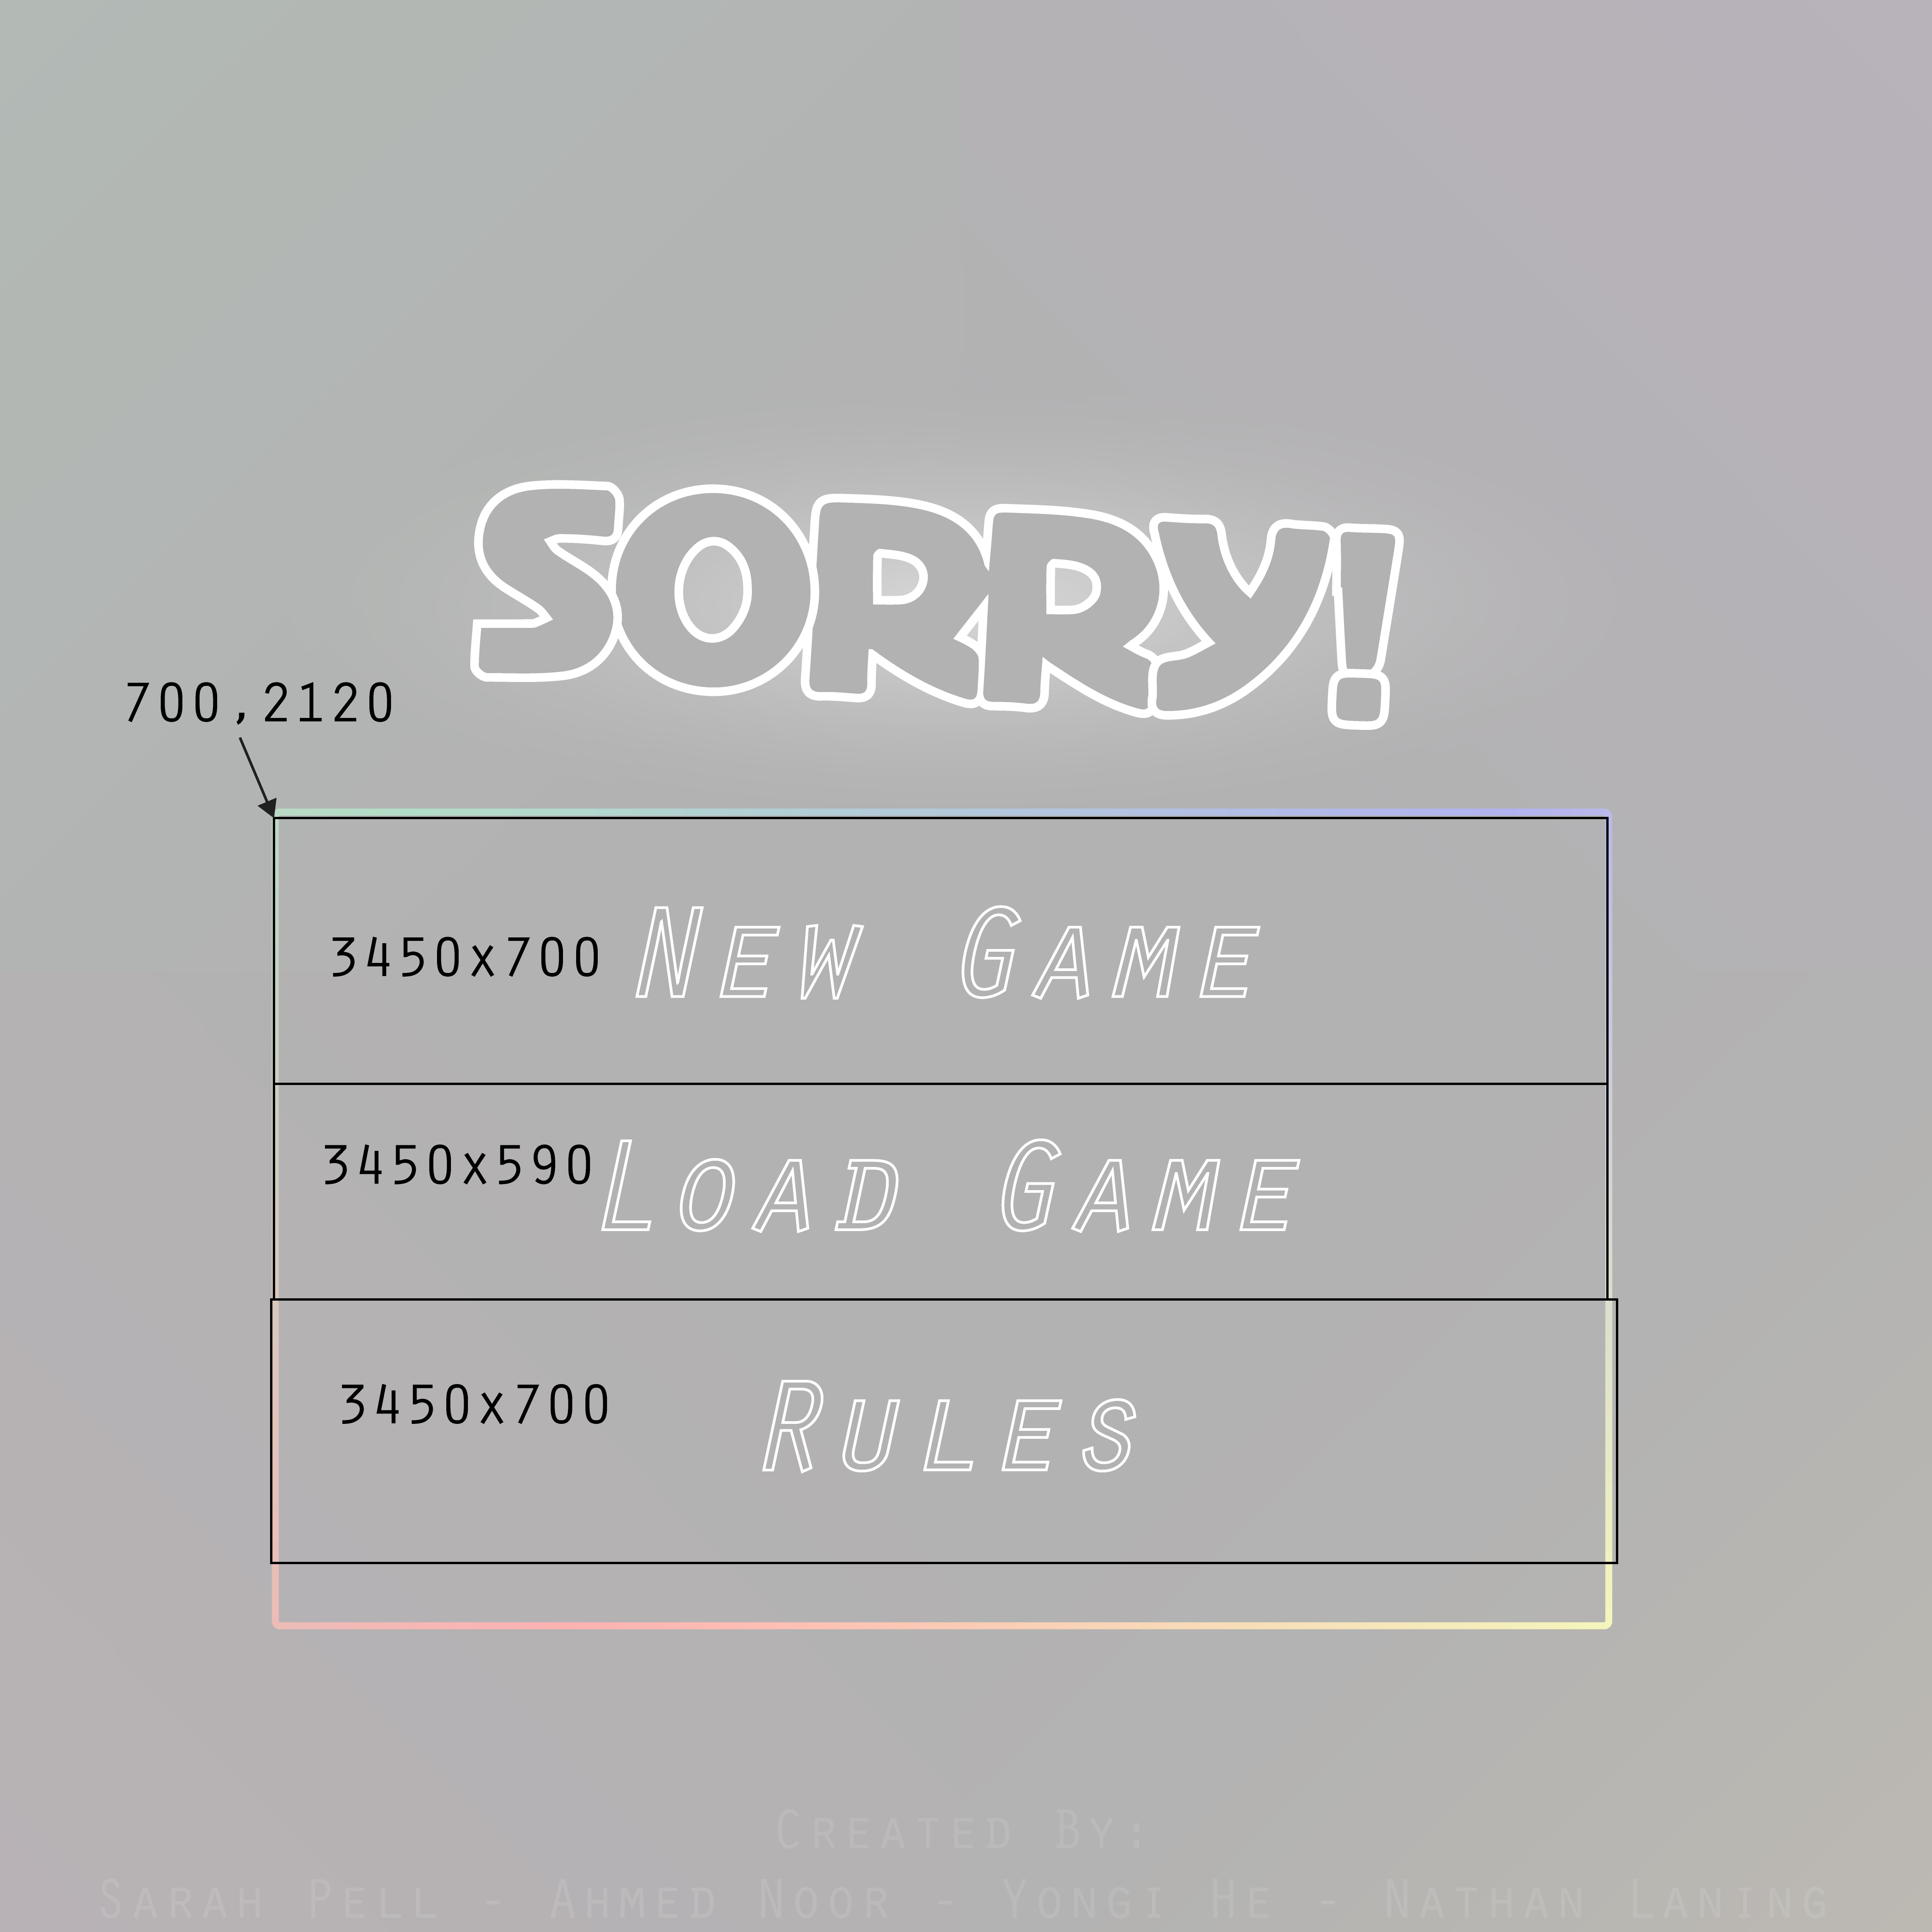 SORRY!
700,2120
3450x700 New Game
3450x590 Load Game
3450x700 Rules
Created By:
Sarah Pell - Ahmed Noor - Yongi He - Nathan Laning